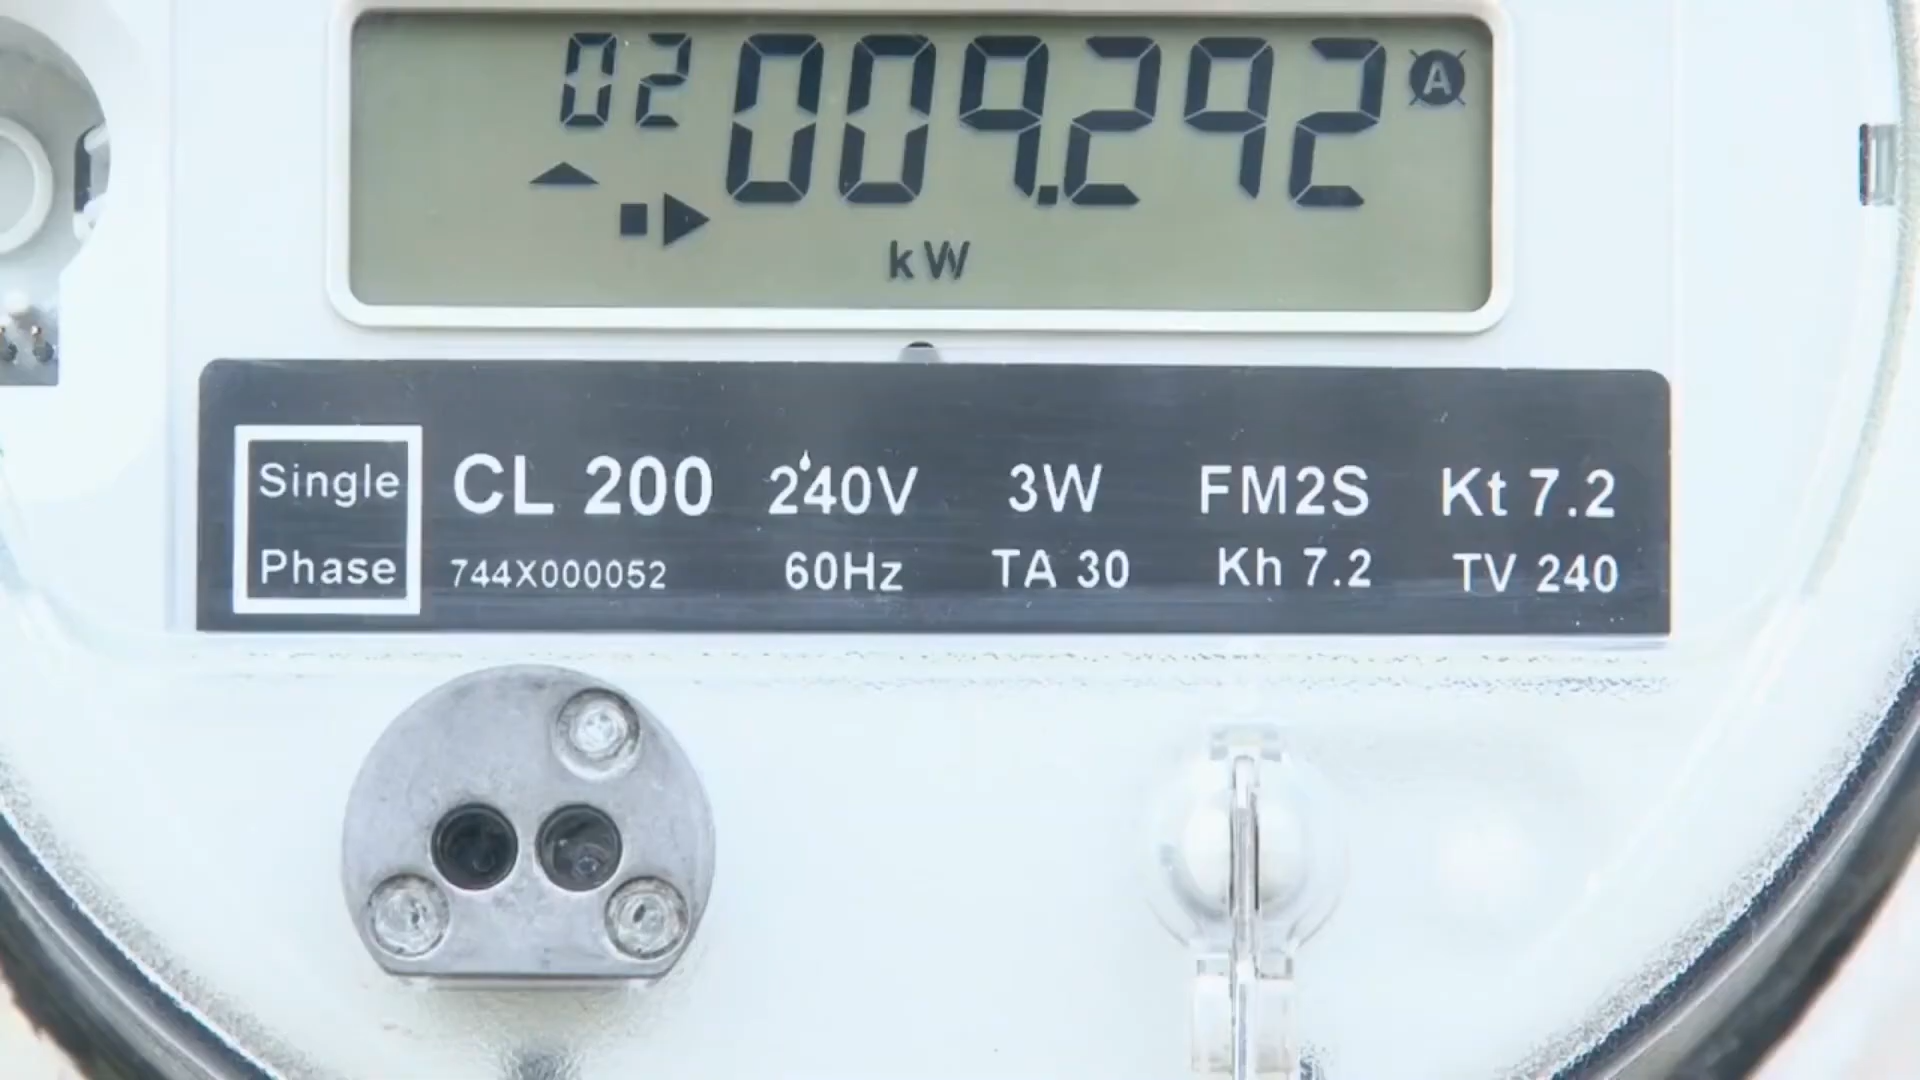 02 009.292 A
kW
Single Phase
CL 200 240V 3W FM2S Kt 7.2
744X000052 60Hz TA 30 Kh 7.2 TV 240